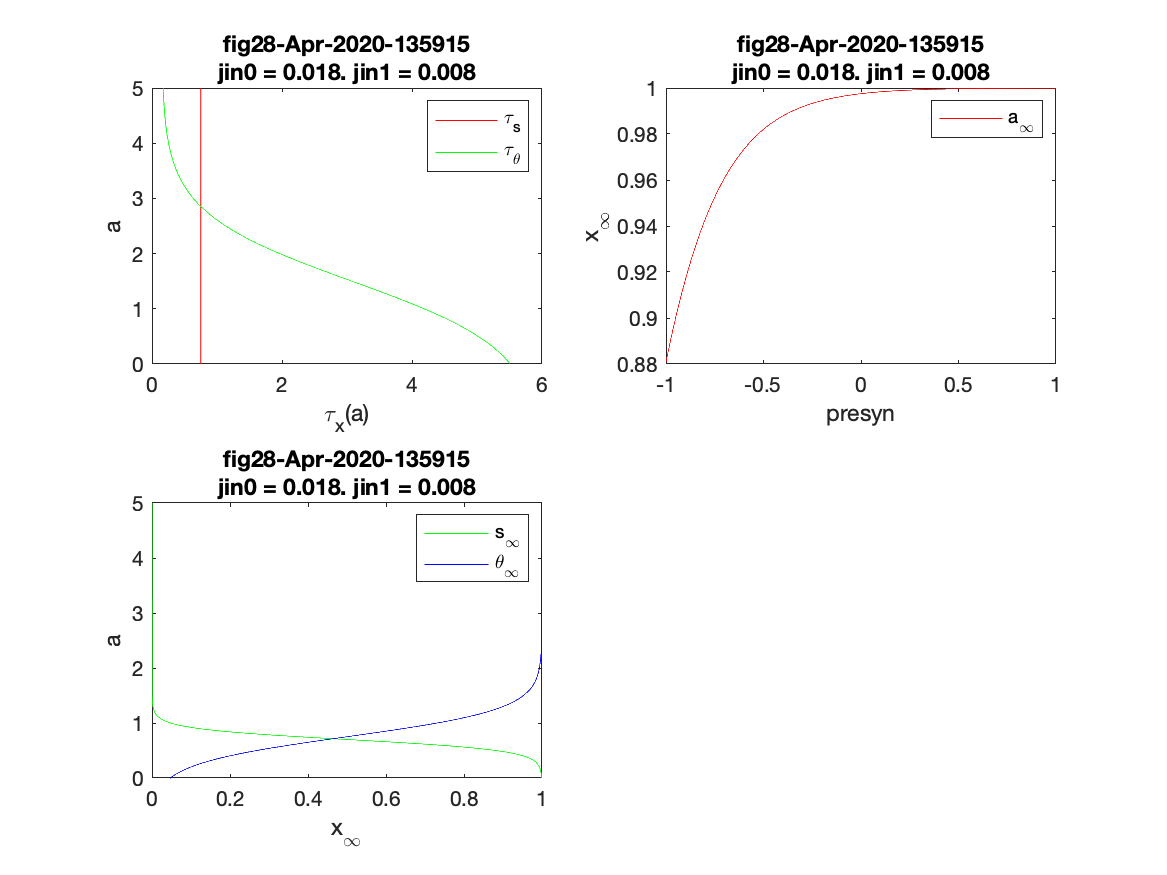 fig28-Apr-2020-135915
jin0 = 0.018. jin1 = 0.008
5
4
3
2
1
0
a
0
2
4
6
τx(a)
τs
τθ
fig28-Apr-2020-135915
jin0 = 0.018. jin1 = 0.008
1
0.98
0.96
0.94
0.92
0.9
0.88
x∞
-1
-0.5
0
0.5
1
presyn
a∞
fig28-Apr-2020-135915
jin0 = 0.018. jin1 = 0.008
5
4
3
2
1
0
a
0
0.2
0.4
0.6
0.8
1
x∞
s∞
θ∞